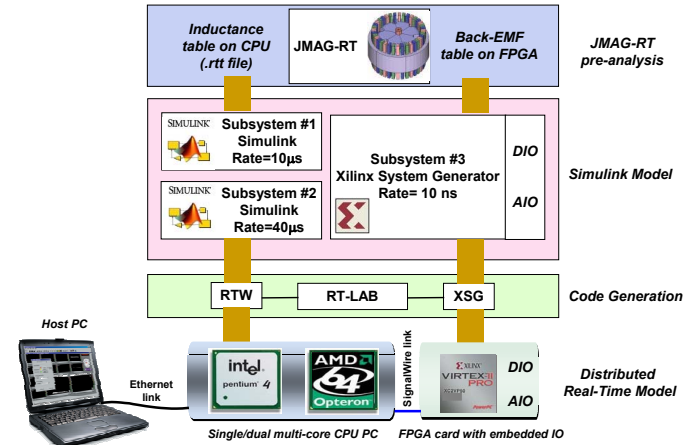 Inductance
table on CPU
(.rtt file)
JMAG-RT
Back-EMF
table on FPGA
JMAG-RT
pre-analysis
SIMULINK
Subsystem #1
Simulink
Rate=10µs
SIMULINK
Subsystem #2
Simulink
Rate=40µs
Subsystem #3
Xilinx System Generator
Rate= 10 ns
DIO
AIO
Simulink Model
RTW
RT-LAB
XSG
Code Generation
Host PC
Ethernet
link
intel
pentium 4
AMD
64
Opteron
SignalWire link
XILINX
VIRTEX-II
PRO
PowerPC
DIO
AIO
Distributed
Real-Time Model
Single/dual multi-core CPU PC
FPGA card with embedded IO